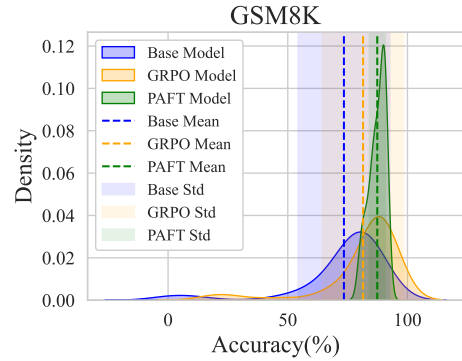 GSM8K
Density
0.12
0.10
0.08
0.06
0.04
0.02
0.00
Base Model
GRPO Model
PAFT Model
Base Mean
GRPO Mean
PAFT Mean
Base Std
GRPO Std
PAFT Std
0
50
100
Accuracy(%)